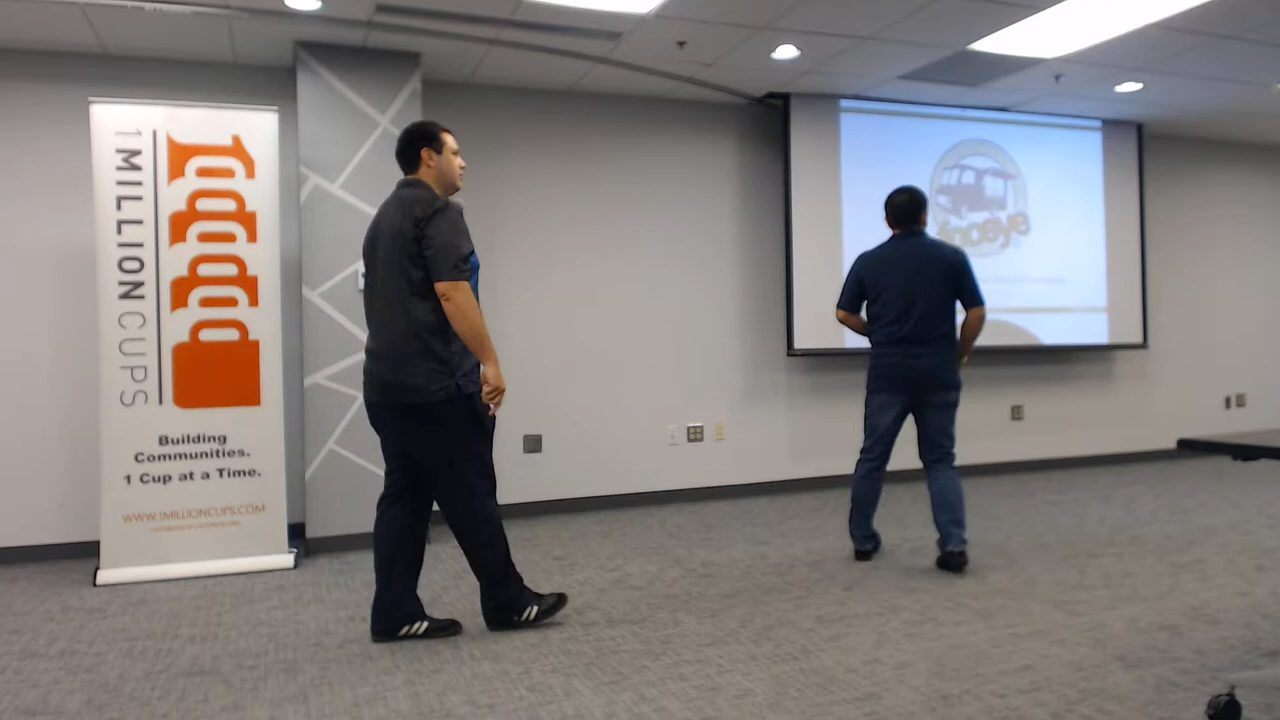 1 MILLION CUPS
Building
Communities.
1 Cup at a Time.
WWW.1MILLIONCUPS.COM